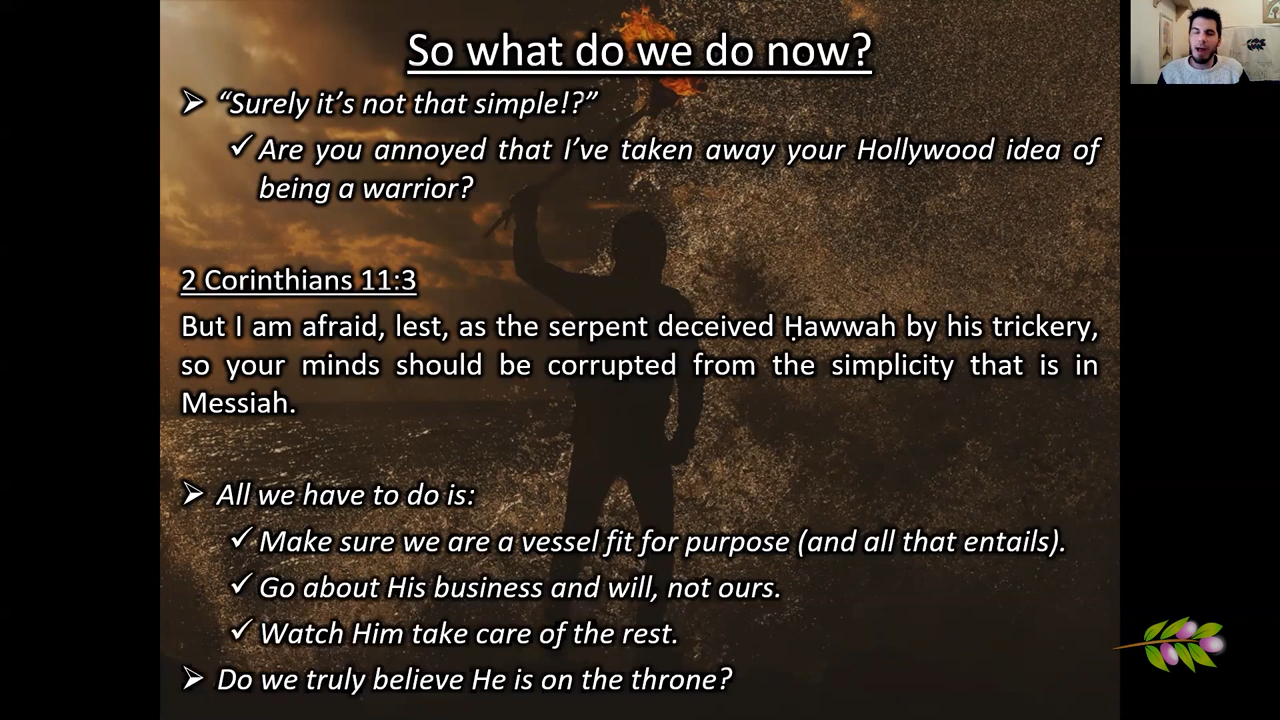 So what do we do now?
➢ “Surely it’s not that simple!?”
✓ Are you annoyed that I’ve taken away your Hollywood idea of
being a warrior?
2 Corinthians 11:3
But I am afraid, lest, as the serpent deceived Ḥawwah by his trickery,
so your minds should be corrupted from the simplicity that is in
Messiah.
➢ All we have to do is:
✓ Make sure we are a vessel fit for purpose (and all that entails).
✓ Go about His business and will, not ours.
✓ Watch Him take care of the rest.
➢ Do we truly believe He is on the throne?